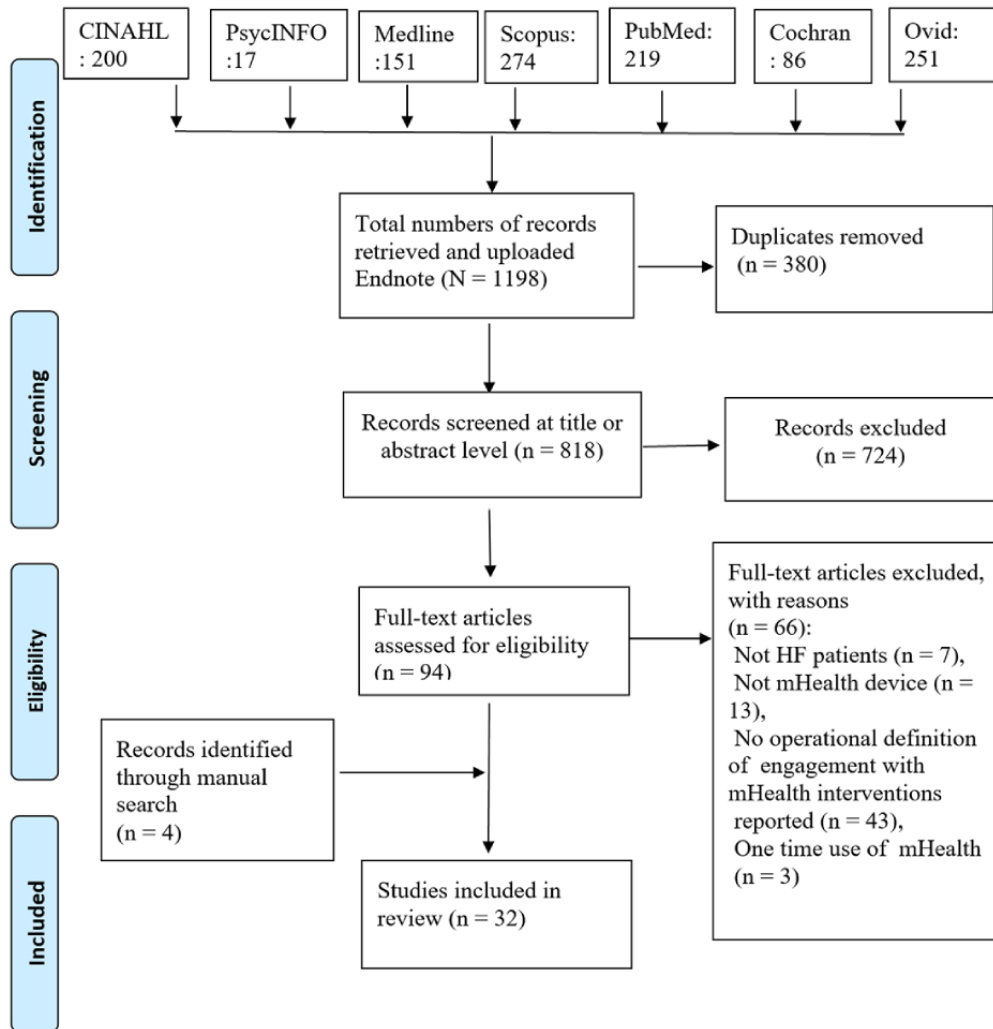 CINAHL
: 200
PsycINFO
:17
Medline
:151
Scopus:
274
PubMed:
219
Cochran
: 86
Ovid:
251
Identification
Total numbers of records
retrieved and uploaded
Endnote (N = 1198)
Duplicates removed
(n = 380)
Screening
Records screened at title or
abstract level (n = 818)
Records excluded
(n = 724)
Eligibility
Full-text articles
assessed for eligibility
(n = 94)
Full-text articles excluded,
with reasons
(n = 66):
Not HF patients (n = 7),
Not mHealth device (n =
13),
No operational definition
of engagement with
mHealth interventions
reported (n = 43),
One time use of mHealth
(n = 3)
Records identified
through manual
search
(n = 4)
Included
Studies included in
review (n = 32)